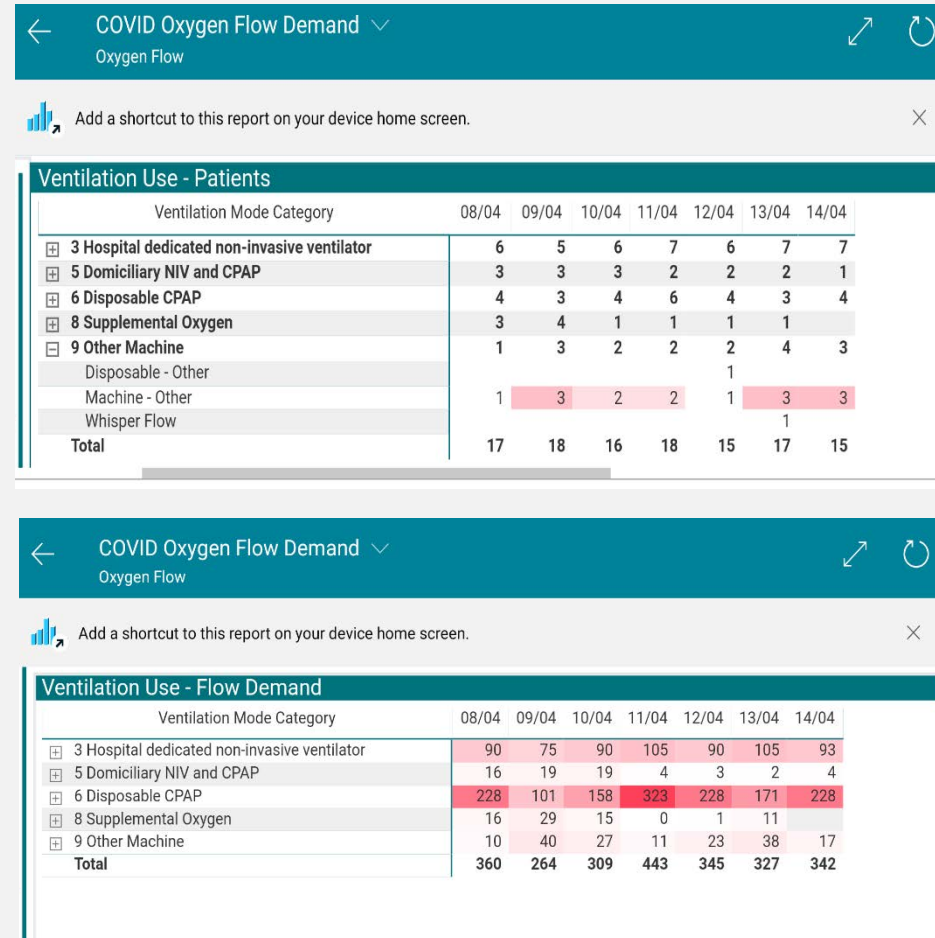 COVID Oxygen Flow Demand
Oxygen Flow
Add a shortcut to this report on your device home screen.
Ventilation Use - Patients
Ventilation Mode Category 08/04 09/04 10/04 11/04 12/04 13/04 14/04
3 Hospital dedicated non-invasive ventilator 6 5 6 7 6 7 7
5 Domiciliary NIV and CPAP 3 3 3 2 2 2 1
6 Disposable CPAP 4 3 4 6 4 3 4
8 Supplemental Oxygen 3 4 1 1 1 1
9 Other Machine 1 3 2 2 2 4 3
Disposable - Other 1
Machine - Other 1 3 2 2 1 3 3
Whisper Flow 1
Total 17 18 16 18 15 17 15
COVID Oxygen Flow Demand
Oxygen Flow
Add a shortcut to this report on your device home screen.
Ventilation Use - Flow Demand
Ventilation Mode Category 08/04 09/04 10/04 11/04 12/04 13/04 14/04
3 Hospital dedicated non-invasive ventilator 90 75 90 105 90 105 93
5 Domiciliary NIV and CPAP 16 19 19 4 3 2 4
6 Disposable CPAP 228 101 158 323 228 171 228
8 Supplemental Oxygen 16 29 15 0 1 11
9 Other Machine 10 40 27 11 23 38 17
Total 360 264 309 443 345 327 342